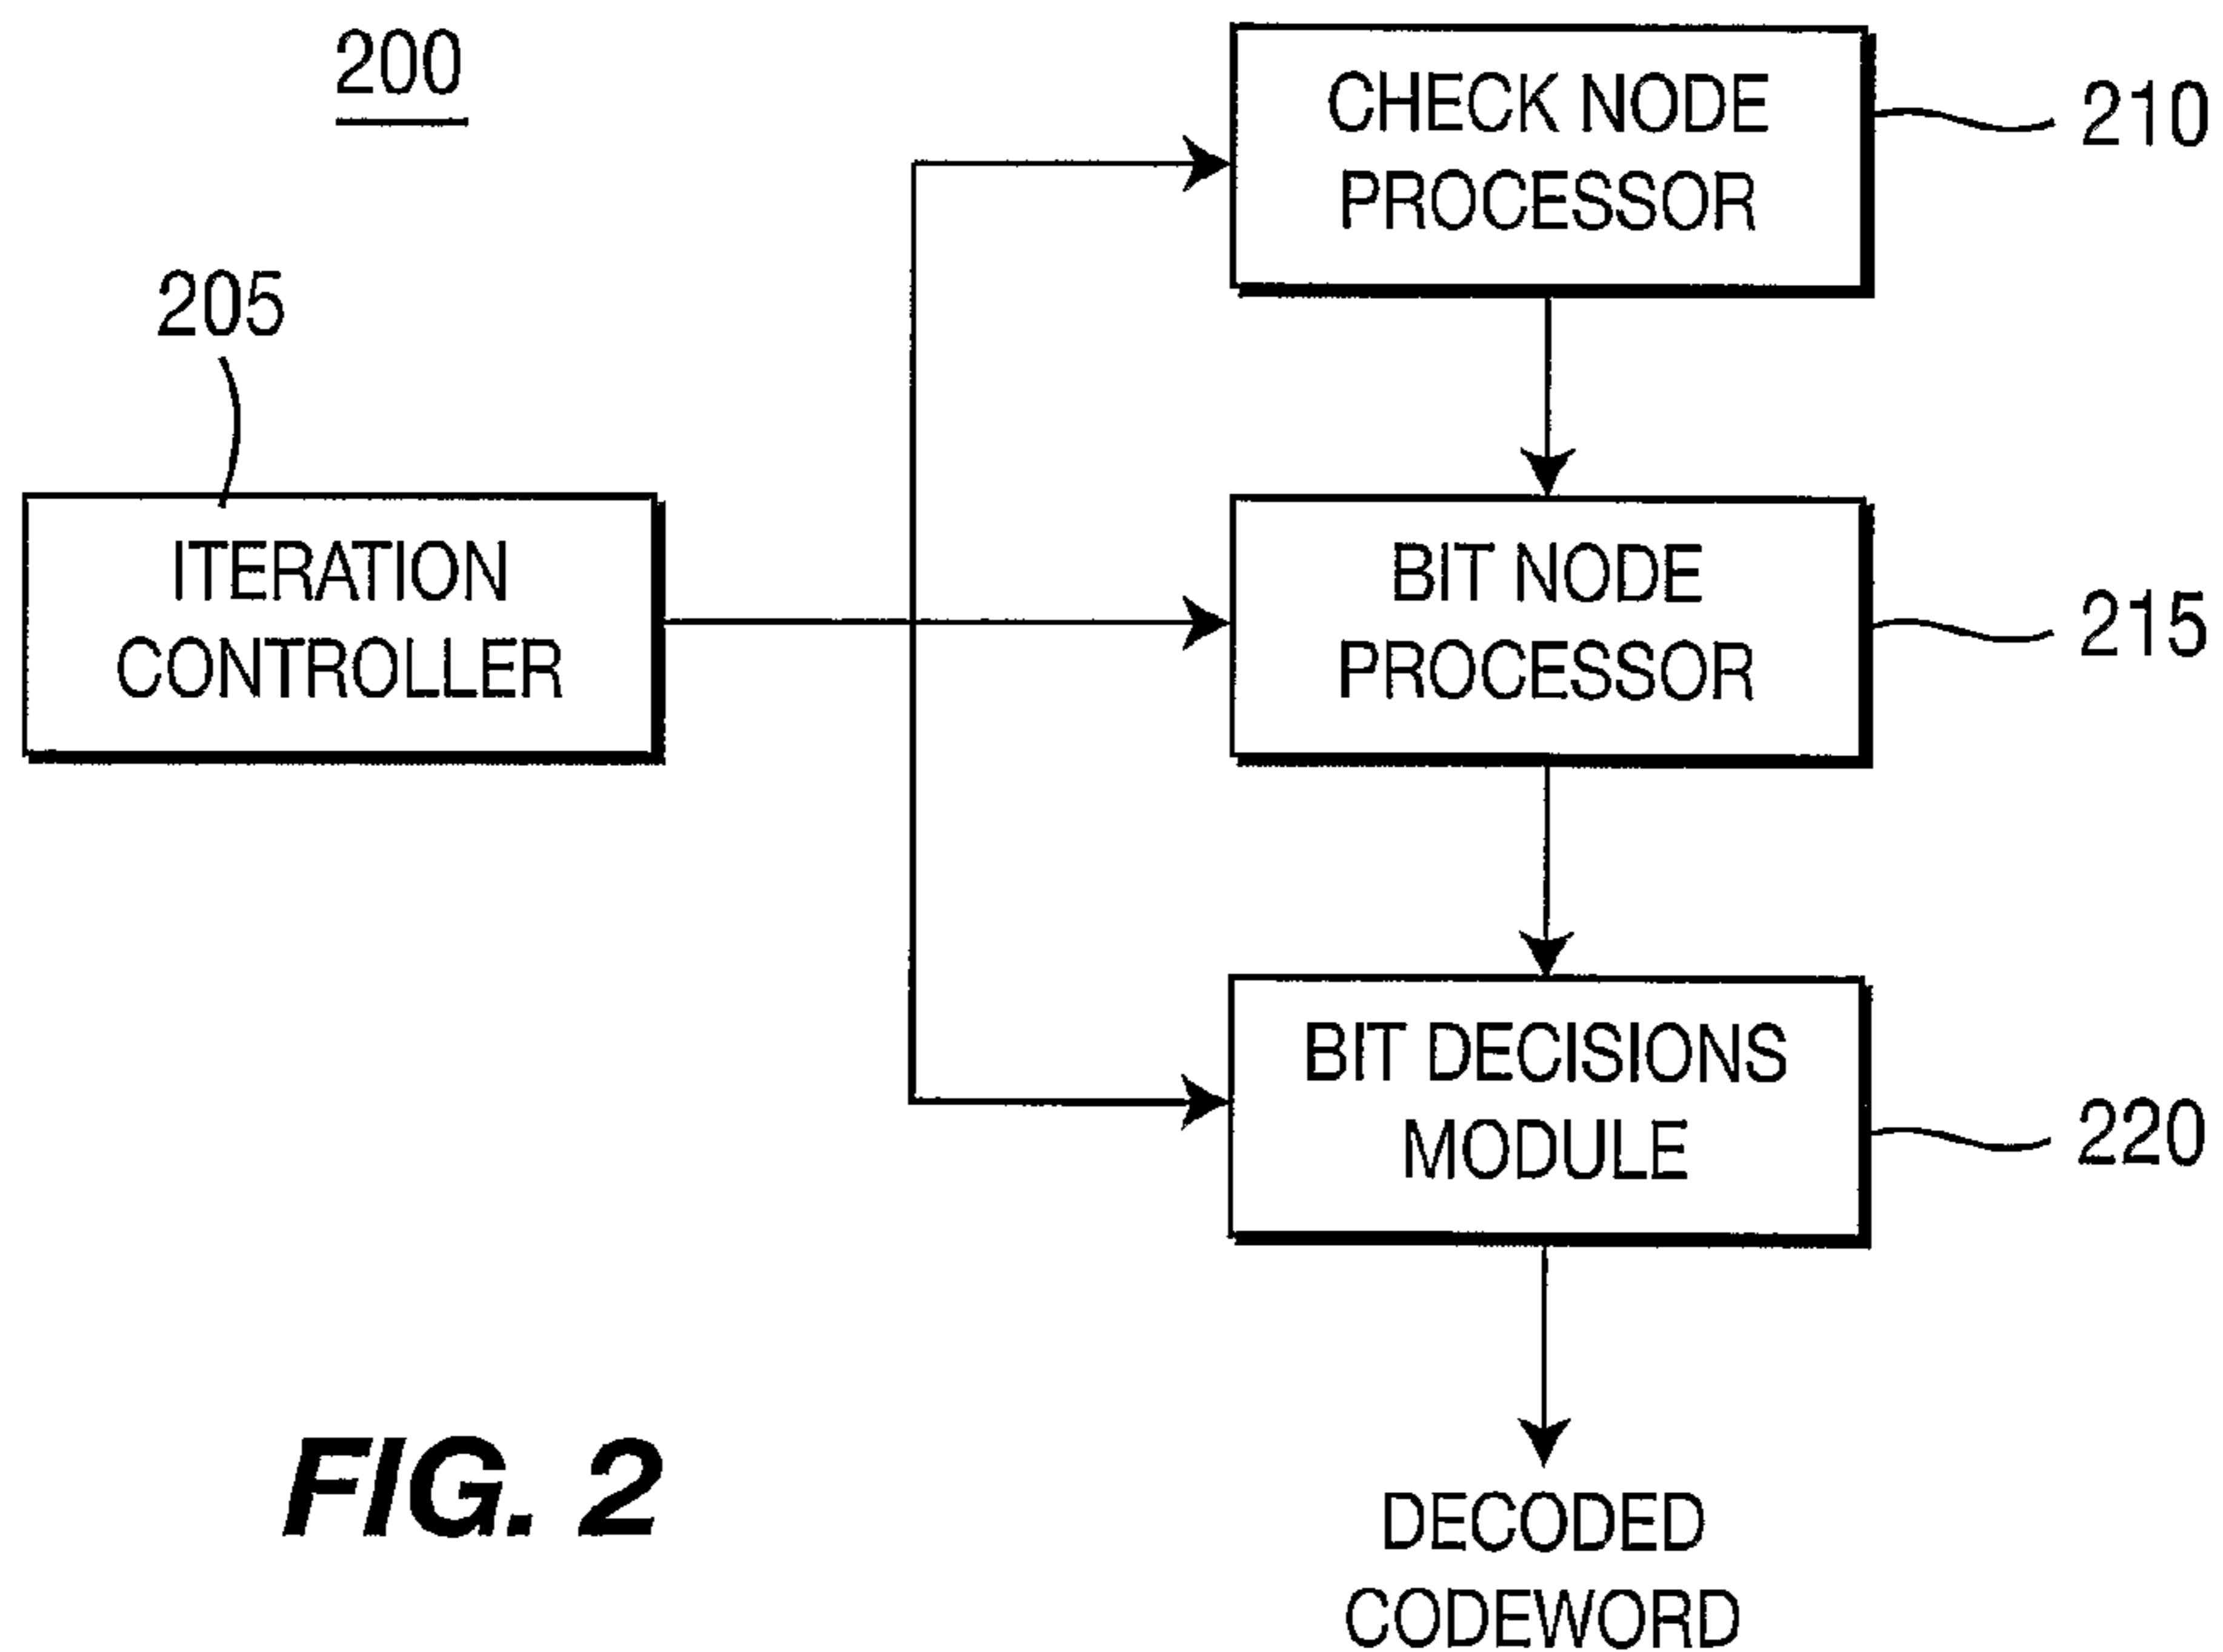 200
CHECK NODE
PROCESSOR
210
205
ITERATION
CONTROLLER
BIT NODE
PROCESSOR
215
BIT DECISIONS
MODULE
220
FIG. 2
DECODED
CODEWORD